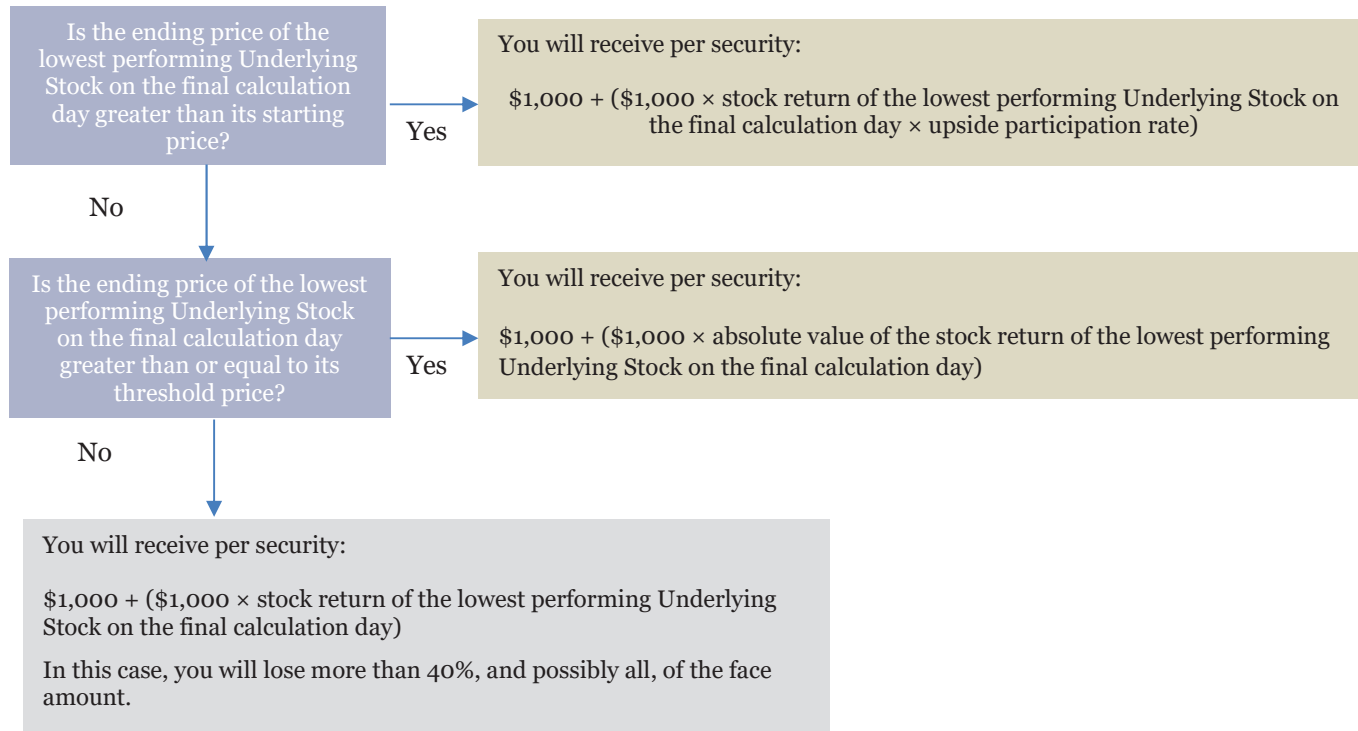 Is the ending price of the
lowest performing Underlying
Stock on the final calculation
day greater than its starting
price?
Yes
You will receive per security:
$1,000 + ($1,000 × stock return of the lowest performing Underlying Stock on
the final calculation day × upside participation rate)
No
Is the ending price of the lowest
performing Underlying Stock
on the final calculation day
greater than or equal to its
threshold price?
Yes
You will receive per security:
$1,000 + ($1,000 × absolute value of the stock return of the lowest performing
Underlying Stock on the final calculation day)
No
You will receive per security:
$1,000 + ($1,000 × stock return of the lowest performing Underlying
Stock on the final calculation day)
In this case, you will lose more than 40%, and possibly all, of the face
amount.